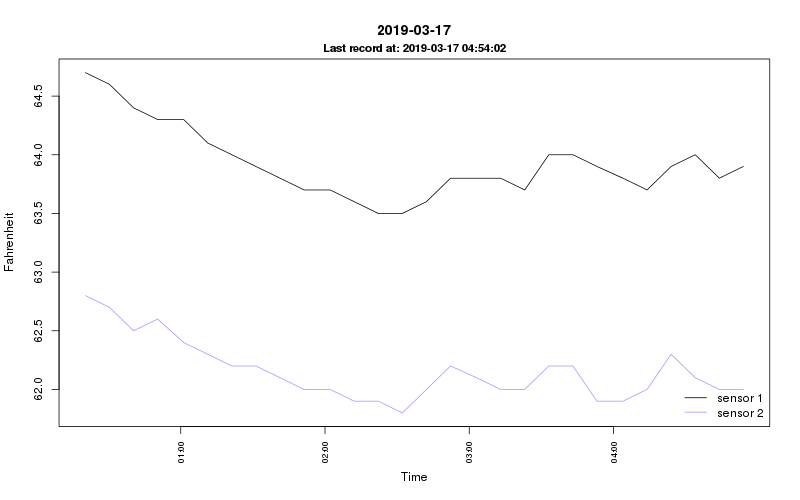 2019-03-17
Last record at: 2019-03-17 04:54:02
Fahrenheit
64.5
64.0
63.5
63.0
62.5
62.0
sensor 1
sensor 2
01:00
02:00
03:00
04:00
Time